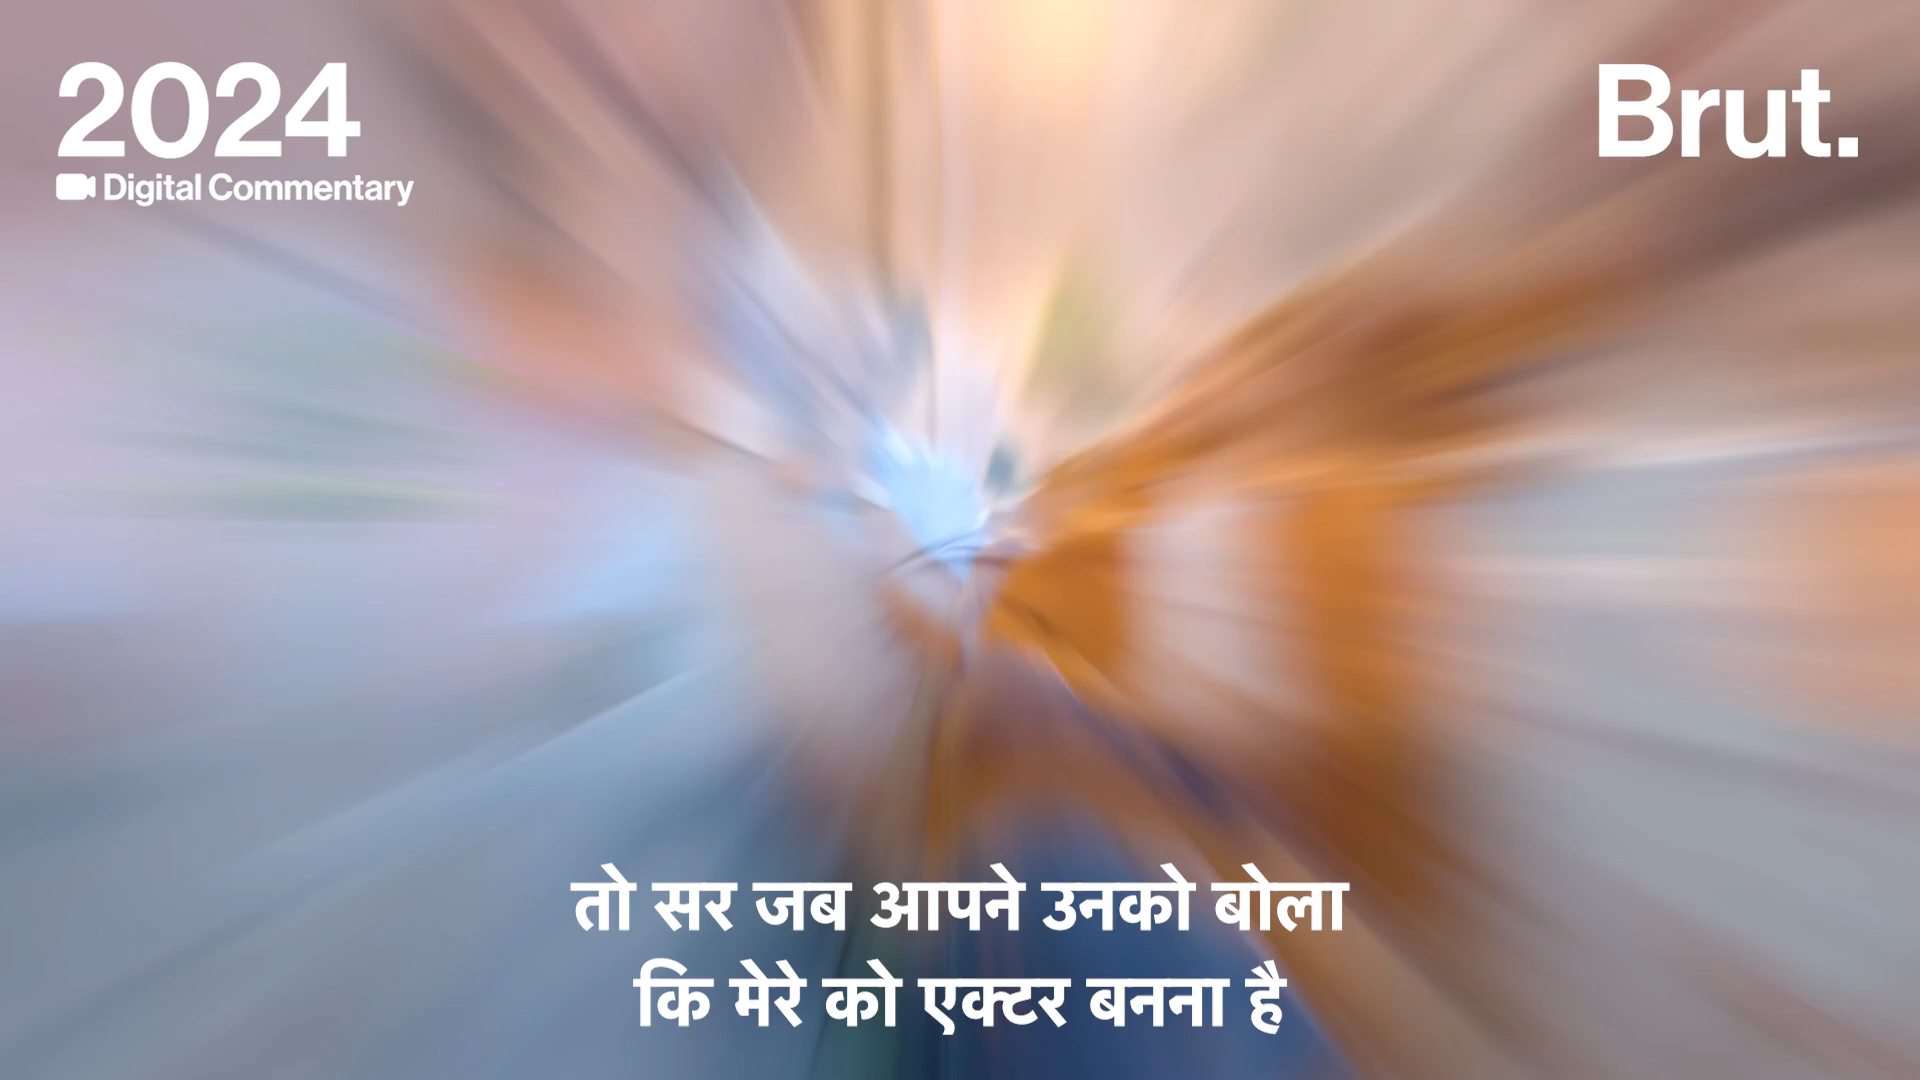 2024
Brut.
Digital Commentary
तो सर जब आपने उनको बोला
कि मेरे को एक्टर बनना है